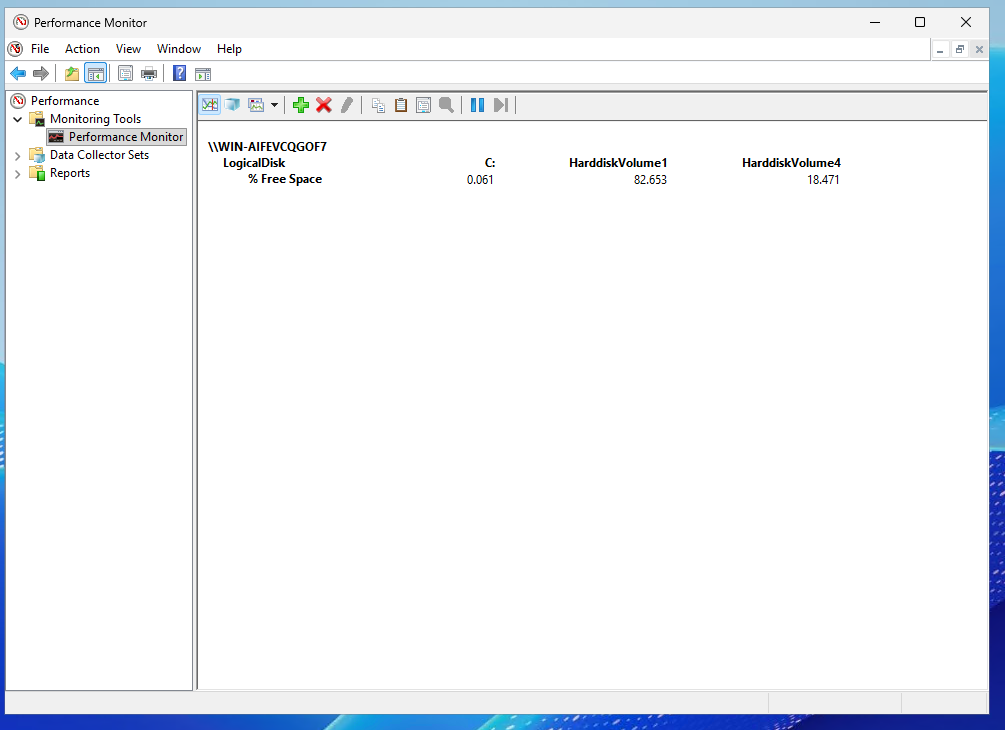 Performance Monitor
File Action View Window Help
Performance
Monitoring Tools
Performance Monitor
Data Collector Sets
Reports
\\WIN-AIFEVCQGOF7
LogicalDisk C: HarddiskVolume1 HarddiskVolume4
% Free Space 0.061 82.653 18.471